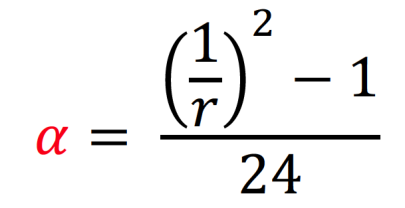 α = ((1/r)² − 1)/24